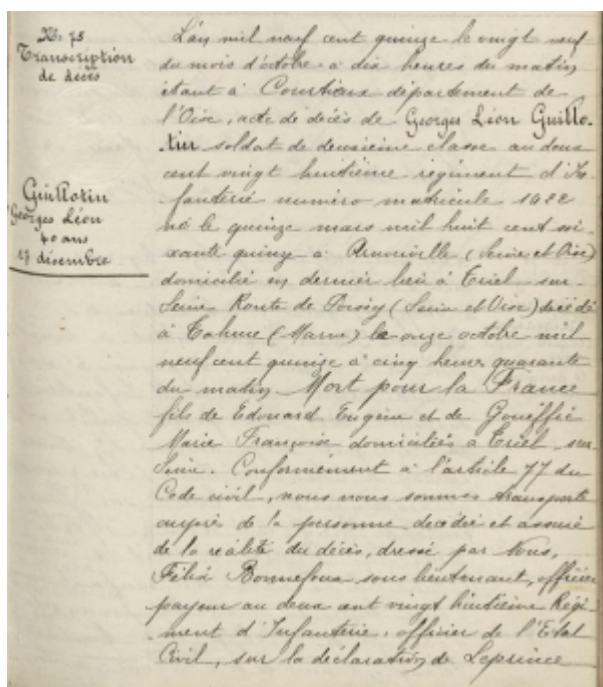 No 75
Transcription
de décès
Guillotin
Georges Léon
40 ans
17 décembre
L'an mil neuf cent quinze le vingt neuf
du mois d'octobre à dix heures du matin
étant à Courtieux département de
l'Oise, acte de décès de Georges Léon Guillo-
tin soldat de deuxième classe au deux
cent vingt huitième régiment d'In-
fanterie numéro matricule 1922
né le quinze mars mil huit cent soi-
xante quinze à Arnouville (Seine et Oise)
domicilié en dernier lieu à Triel sur-
Seine Route de Poissy (Seine et Oise) décédé
à Tahure (Marne) le onze octobre mil
neuf cent quinze à cinq heures quarante
du matin Mort pour la France
fils de Edouard Eugène et de Gouëffic
Marie Françoise domiciliés à Triel sur-
Seine. Conformément à l'article 77 du
Code civil, nous nous sommes transporté
auprès de la personne décédée et assuré
de la réalité du décès, dressé par Nous,
Félix Bonnefous sous lieutenant, officier
payeur au deux cent vingt huitième Régi-
ment d'Infanterie, officier de l'Etat
Civil, sur la déclaration de Leprince